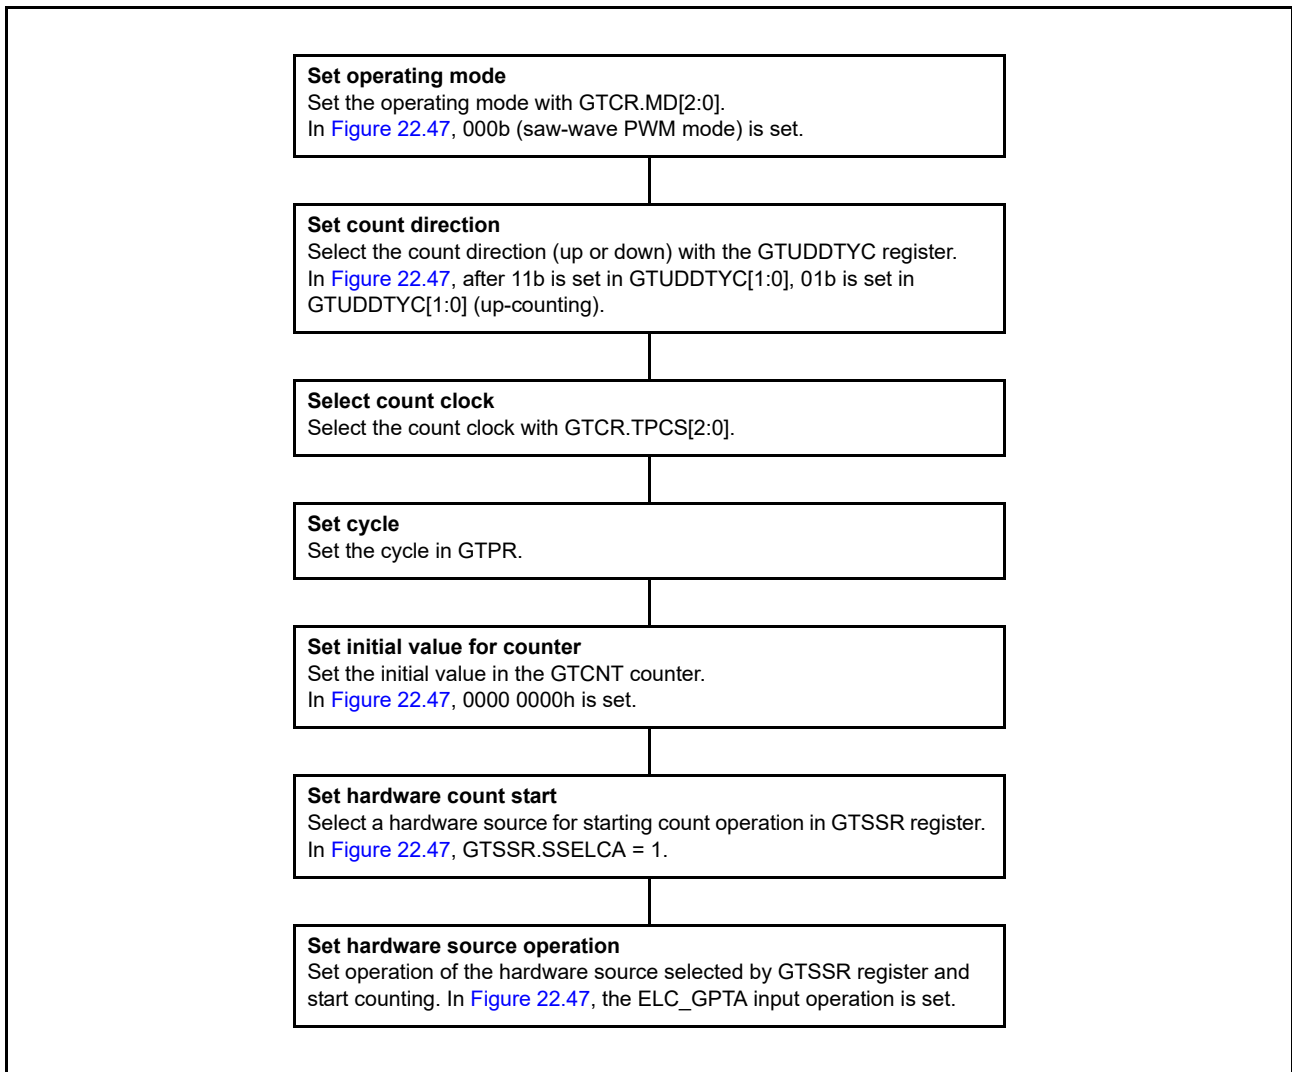 Set operating mode
Set the operating mode with GTCR.MD[2:0].
In Figure 22.47, 000b (saw-wave PWM mode) is set.
Set count direction
Select the count direction (up or down) with the GTUDDTYC register.
In Figure 22.47, after 11b is set in GTUDDTYC[1:0], 01b is set in
GTUDDTYC[1:0] (up-counting).
Select count clock
Select the count clock with GTCR.TPCS[2:0].
Set cycle
Set the cycle in GTPR.
Set initial value for counter
Set the initial value in the GTCNT counter.
In Figure 22.47, 0000 0000h is set.
Set hardware count start
Select a hardware source for starting count operation in GTSSR register.
In Figure 22.47, GTSSR.SSELCA = 1.
Set hardware source operation
Set operation of the hardware source selected by GTSSR register and
start counting. In Figure 22.47, the ELC_GPTA input operation is set.